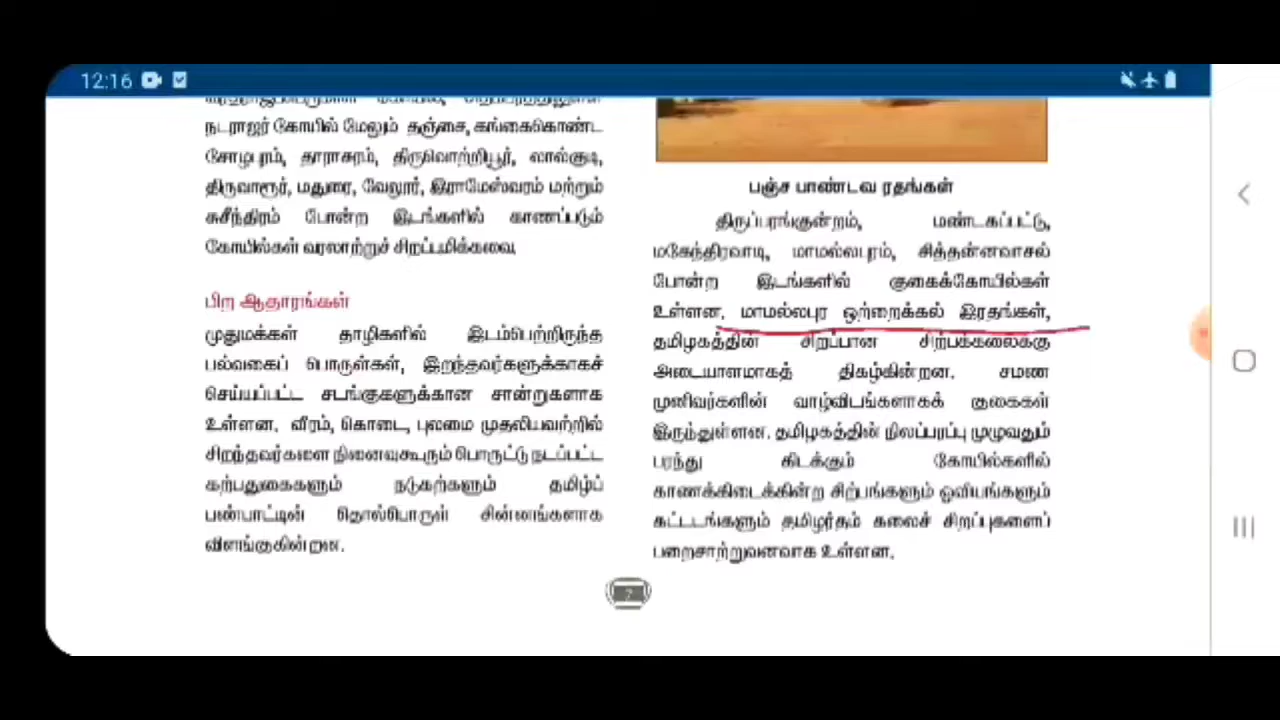 12:16
நடராஜர் கோயில் மேலும் தஞ்சை, கங்கைகொண்ட
சோழபுரம், தாராசுரம், திருவொற்றியூர், லால்குடி,
திருவாரூர், மதுரை, வேலூர், இராமேஸ்வரம் மற்றும்
சுசீந்திரம் போன்ற இடங்களில் காணப்படும்
கோயில்கள் வரலாற்றுச் சிறப்புமிக்கவை.
பிற ஆதாரங்கள்
முதுமக்கள் தாழிகளில் இடம்பெற்றிருந்த
பல்வகைப் பொருள்கள், இறந்தவர்களுக்காகச்
செய்யப்பட்ட சடங்குகளுக்கான சான்றுகளாக
உள்ளன. வீரம், கொடை, புலமை முதலியவற்றில்
சிறந்தவர்களை நினைவுகூரும் பொருட்டு நடப்பட்ட
கற்பதுகைகளும் நடுகற்களும் தமிழ்ப்
பண்பாட்டின் தொல்பொருள் சின்னங்களாக
விளங்குகின்றன.
பஞ்ச பாண்டவ ரதங்கள்
திருப்பரங்குன்றம், மண்டகப்பட்டு,
மகேந்திரவாடி, மாமல்லபுரம், சித்தன்னவாசல்
போன்ற இடங்களில் குகைக்கோயில்கள்
உள்ளன. மாமல்லபுர ஒற்றைக்கல் இரதங்கள்,
தமிழகத்தின் சிறப்பான சிற்பக்கலைக்கு
அடையாளமாகத் திகழ்கின்றன. சமண
முனிவர்களின் வாழ்விடங்களாகக் குகைகள்
இருந்துள்ளன. தமிழகத்தின் நிலப்பரப்பு முழுவதும்
பரந்து கிடக்கும் கோயில்களில்
காணக்கிடைக்கின்ற சிற்பங்களும் ஓவியங்களும்
கட்டடங்களும் தமிழர்தம் கலைச் சிறப்புகளைப்
பறைசாற்றுவனவாக உள்ளன.
7